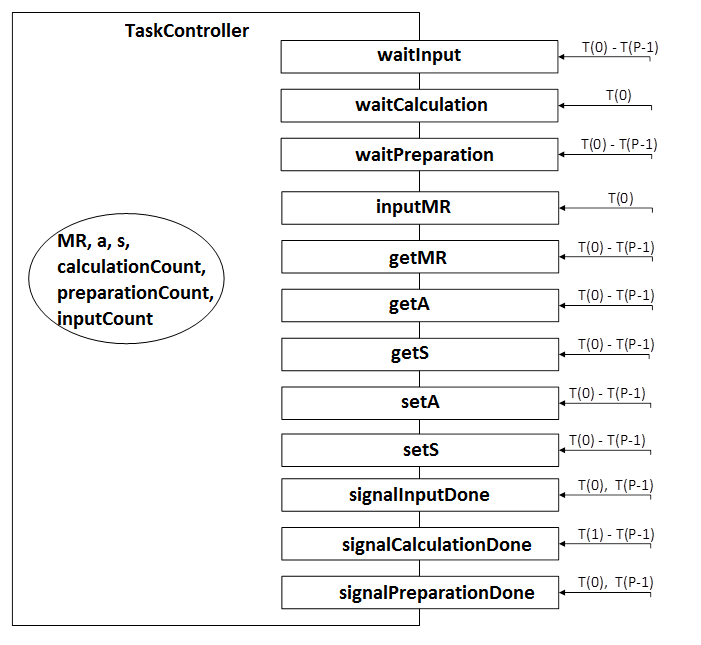 TaskController
waitInput
T(0) - T(P-1)
waitCalculation
T(0)
waitPreparation
T(0) - T(P-1)
inputMR
T(0)
MR, a, s,
calculationCount,
preparationCount,
inputCount
getMR
T(0) - T(P-1)
getA
T(0) - T(P-1)
getS
T(0) - T(P-1)
setA
T(0) - T(P-1)
setS
T(0) - T(P-1)
signalInputDone
T(0), T(P-1)
signalCalculationDone
T(1) - T(P-1)
signalPreparationDone
T(0), T(P-1)